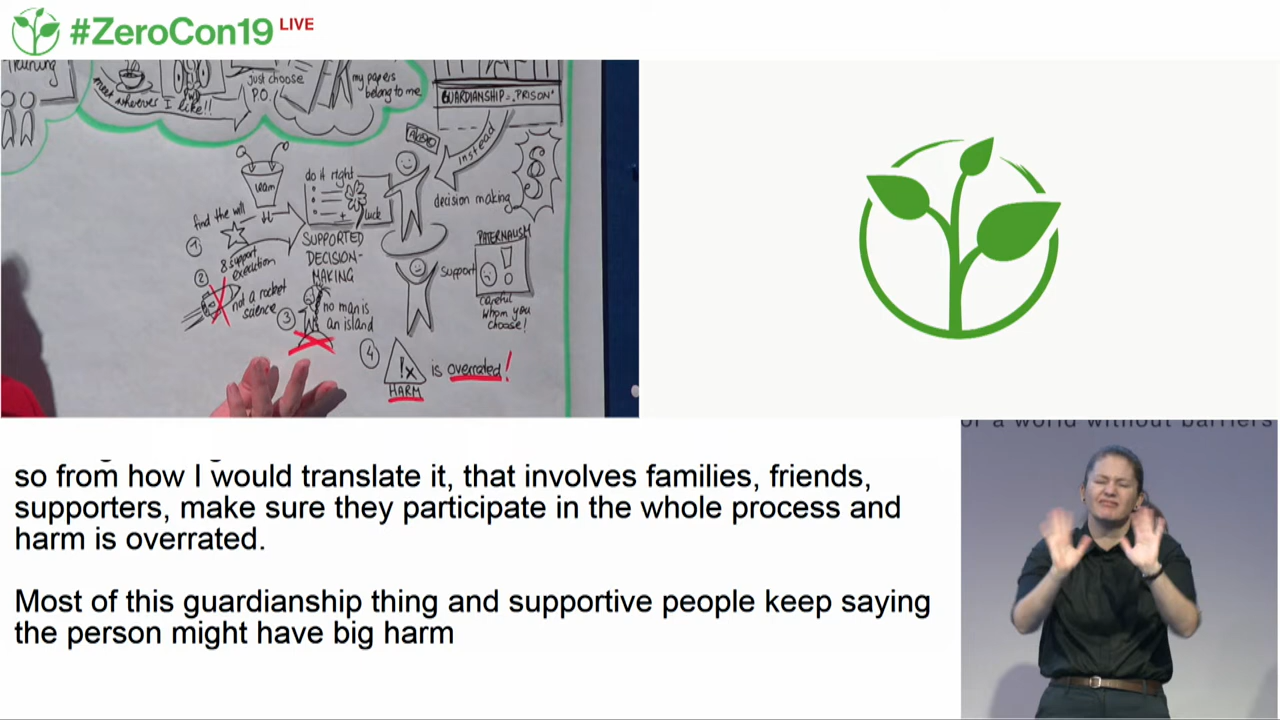 #ZeroCon19 LIVE
Training
meet wherever I like!!
just choose
P.O.
my papers
belong to me
GUARDIANSHIP = "PRISON"
INSTEAD
decision making
§
do it right
luck
find the will
1
&support
execution
2
not a rocket
science
SUPPORTED
DECISION-
MAKING
3
no man is
an island
support
PATERNALISM
!
careful
whom you
choose!
4
HARM
is overrated!
so from how I would translate it, that involves families, friends,
supporters, make sure they participate in the whole process and
harm is overrated.
Most of this guardianship thing and supportive people keep saying
the person might have big harm
of a world without barriers